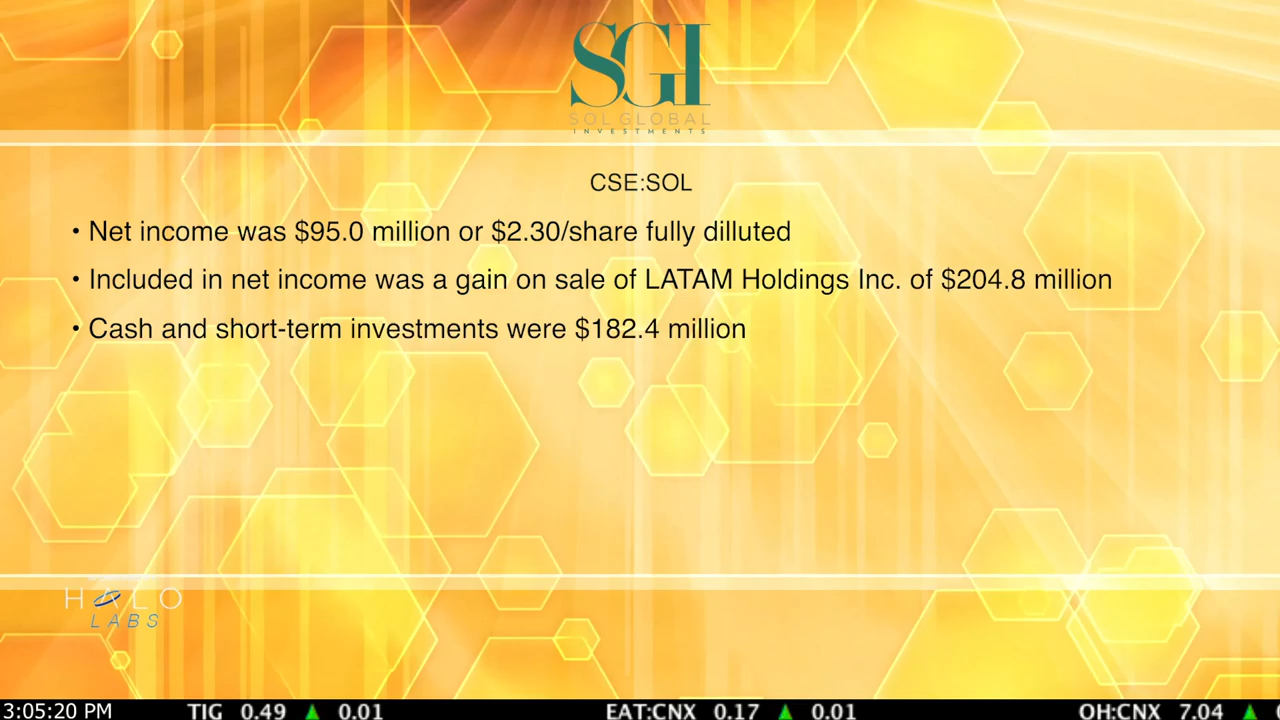 SGI
SOL GLOBAL
INVESTMENTS
CSE:SOL
• Net income was $95.0 million or $2.30/share fully dilluted
• Included in net income was a gain on sale of LATAM Holdings Inc. of $204.8 million
• Cash and short-term investments were $182.4 million
HALO
LABS
3:05:20 PM TIG 0.49 ▲ 0.01 EAT:CNX 0.17 ▲ 0.01 OH:CNX 7.04 ▲